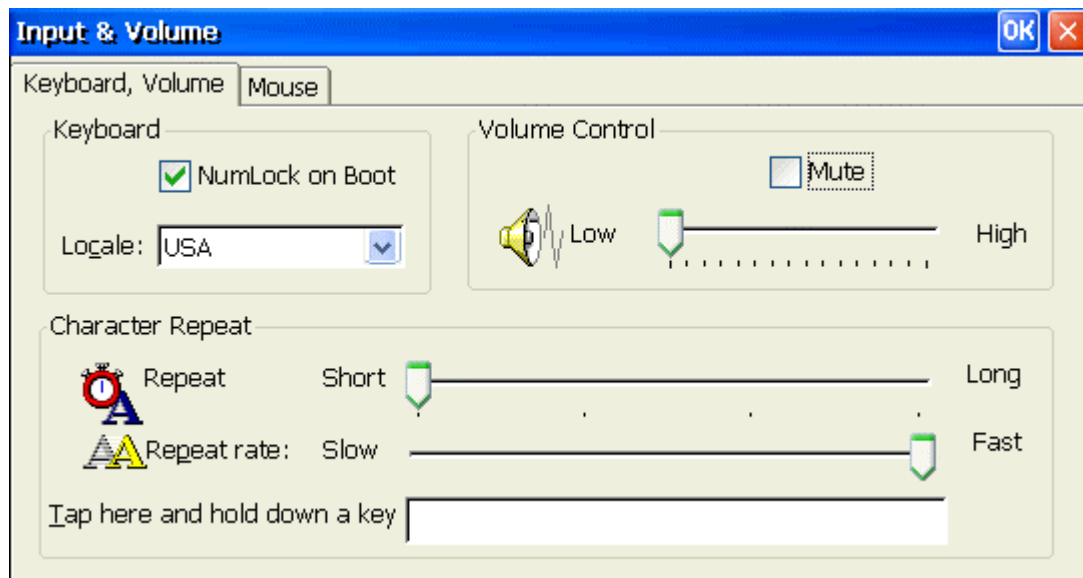 Input & Volume OK
Keyboard, Volume Mouse
Keyboard
NumLock on Boot
Locale: USA
Volume Control
Mute
Low High
Character Repeat
Repeat Short Long
Repeat rate: Slow Fast
Tap here and hold down a key